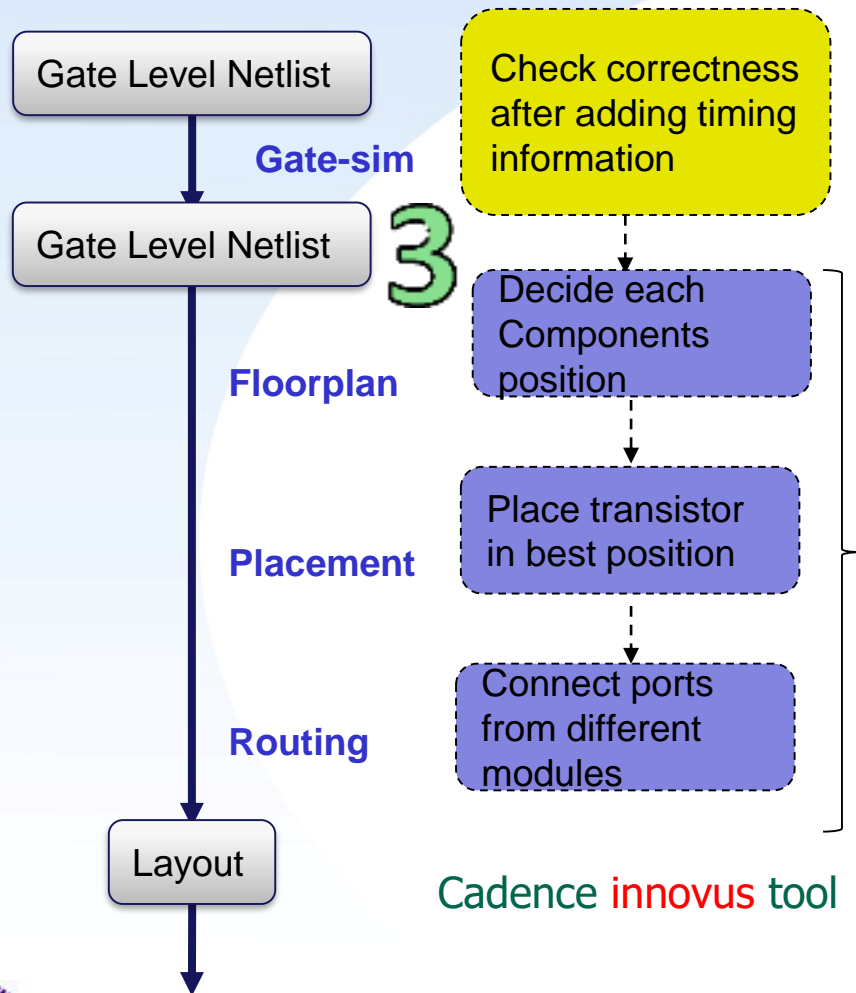 Gate Level Netlist
Check correctness
after adding timing
information
Gate-sim
Gate Level Netlist
3
Decide each
Components
position
Floorplan
Place transistor
in best position
Placement
Connect ports
from different
modules
Routing
Layout
Cadence innovus tool